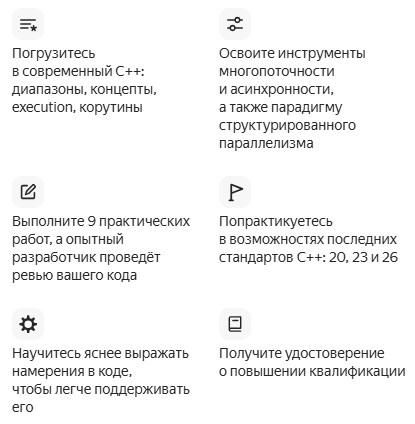 Погрузитесь
в современный C++:
диапазоны, концепты,
execution, корутины
Освоите инструменты
многопоточности
и асинхронности,
а также парадигму
структурированного
параллелизма
Выполните 9 практических
работ, а опытный
разработчик проведёт
ревью вашего кода
Попрактикуетесь
в возможностях последних
стандартов C++: 20, 23 и 26
Научитесь яснее выражать
намерения в коде,
чтобы легче поддерживать
его
Получите удостоверение
о повышении квалификации